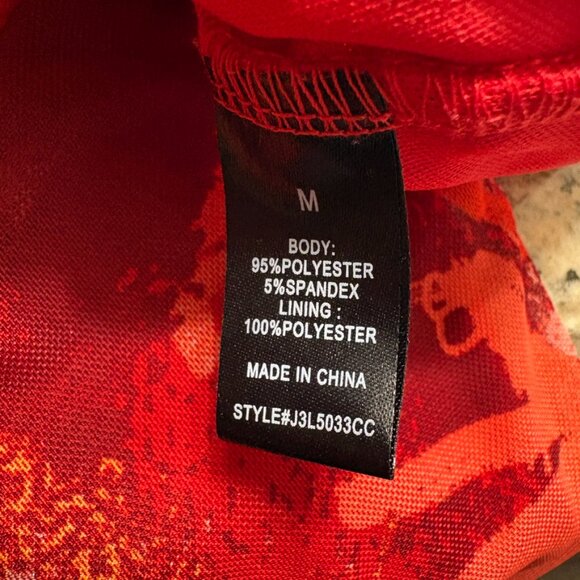 M
BODY:
95%POLYESTER
5%SPANDEX
LINING :
100%POLYESTER
MADE IN CHINA
STYLE#J3L5033CC